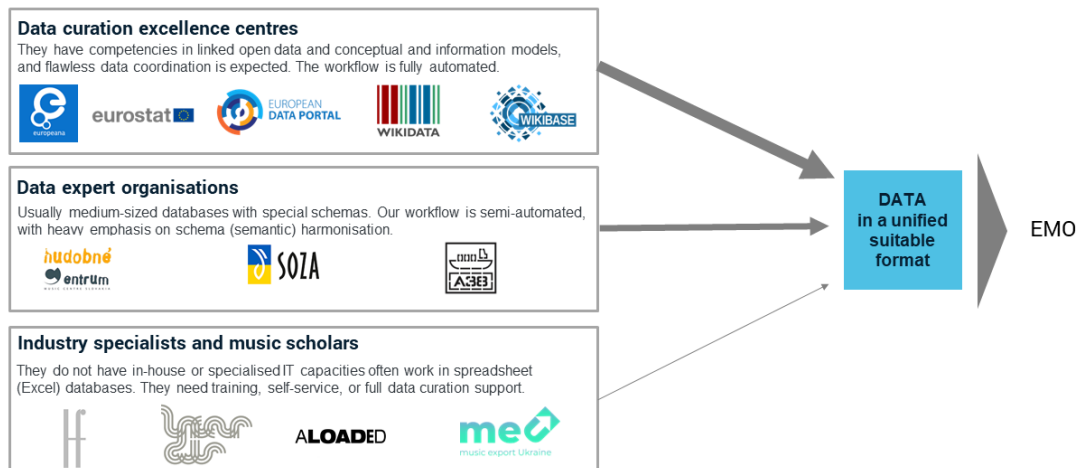 Data curation excellence centres
They have competencies in linked open data and conceptual and information models,
and flawless data coordination is expected. The workflow is fully automated.
europeana
eurostat
EUROPEAN
DATA PORTAL
WIKIDATA
WIKIBASE
Data expert organisations
Usually medium-sized databases with special schemas. Our workflow is semi-automated,
with heavy emphasis on schema (semantic) harmonisation.
hudobné
centrum
MUSIC CENTRE SLOVAKIA
SOZA
A38
DATA
in a unified
suitable
format
EMO
Industry specialists and music scholars
They do not have in-house or specialised IT capacities often work in spreadsheet
(Excel) databases. They need training, self-service, or full data curation support.
ALOADED
meu
music export Ukraine